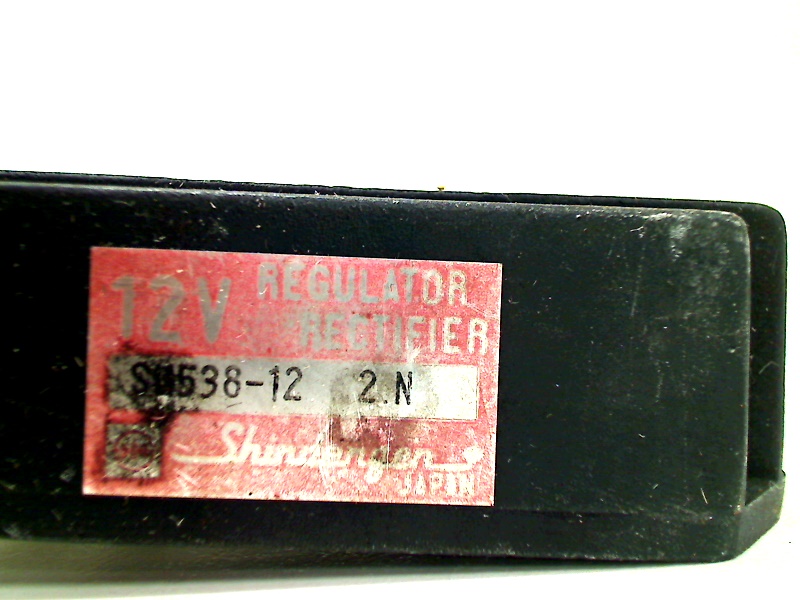 12V REGULATOR
RECTIFIER
SH538-12 2.N
Shindengen
JAPAN